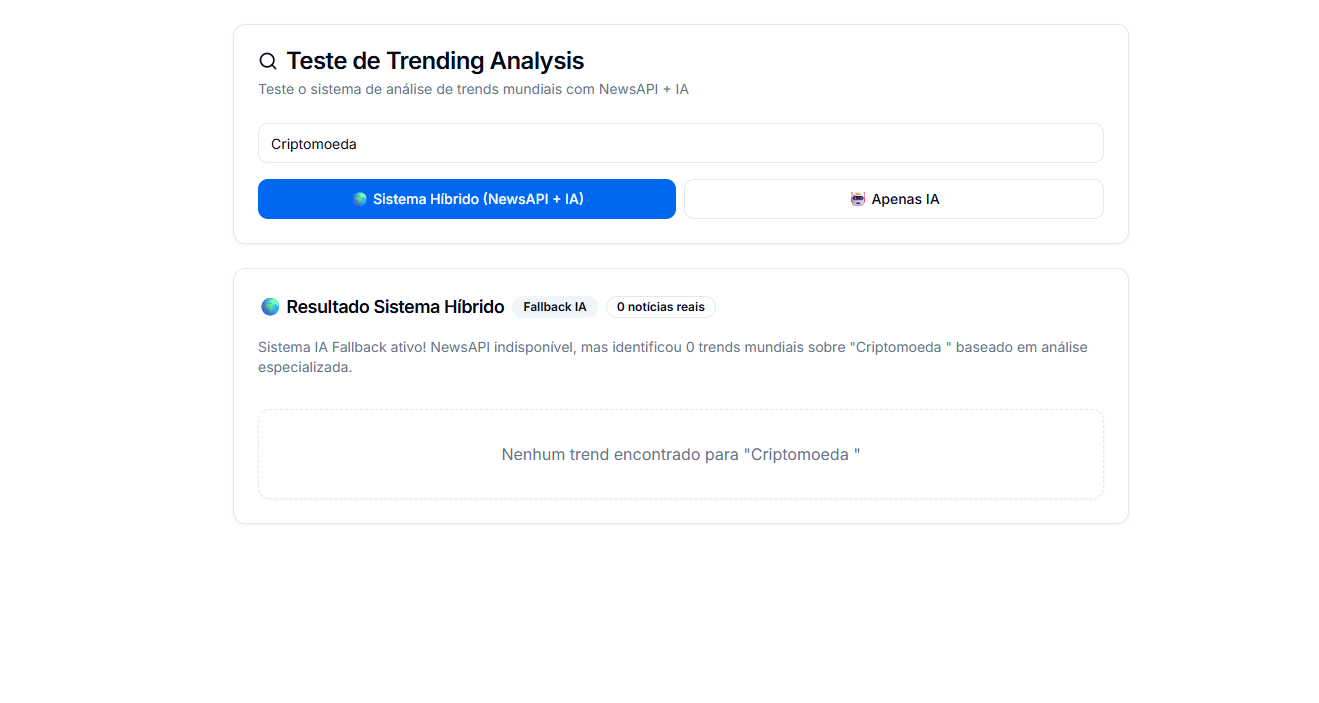 Teste de Trending Analysis
Teste o sistema de análise de trends mundiais com NewsAPI + IA
Criptomoeda
Sistema Híbrido (NewsAPI + IA)
Apenas IA
Resultado Sistema Híbrido
Fallback IA
0 notícias reais
Sistema IA Fallback ativo! NewsAPI indisponível, mas identificou 0 trends mundiais sobre "Criptomoeda " baseado em análise
especializada.
Nenhum trend encontrado para "Criptomoeda "